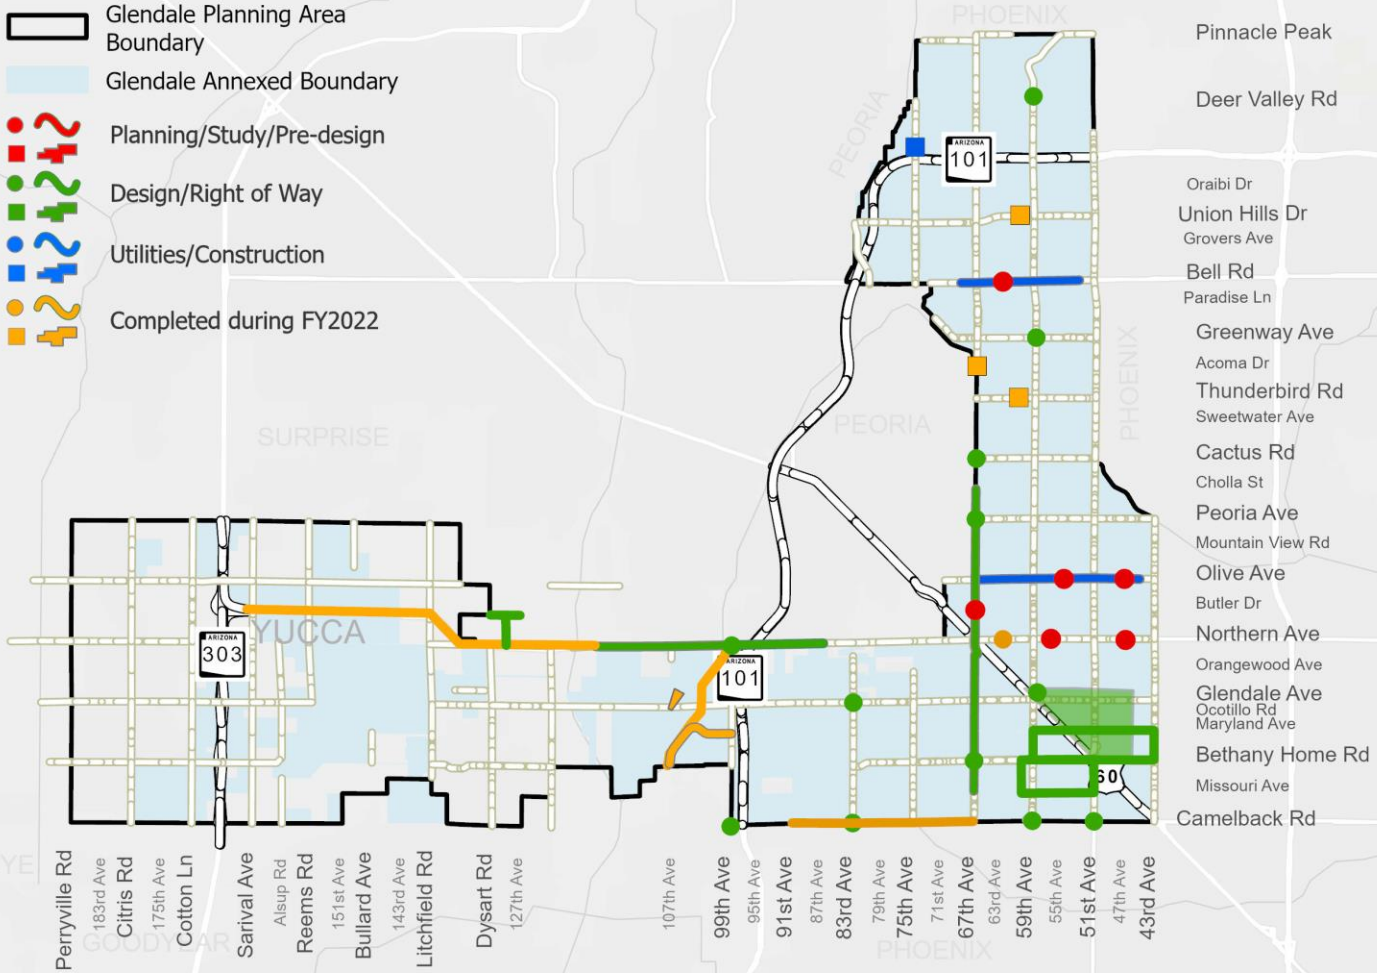 Glendale Planning Area
Boundary
Glendale Annexed Boundary
Planning/Study/Pre-design
Design/Right of Way
Utilities/Construction
Completed during FY2022
PHOENIX
PEORIA
ARIZONA
101
PHOENIX
PEORIA
SURPRISE
YUCCA
ARIZONA
303
ARIZONA
101
60
GOODYEAR
PHOENIX
YE
Pinnacle Peak
Deer Valley Rd
Oraibi Dr
Union Hills Dr
Grovers Ave
Bell Rd
Paradise Ln
Greenway Ave
Acoma Dr
Thunderbird Rd
Sweetwater Ave
Cactus Rd
Cholla St
Peoria Ave
Mountain View Rd
Olive Ave
Butler Dr
Northern Ave
Orangewood Ave
Glendale Ave
Ocotillo Rd
Maryland Ave
Bethany Home Rd
Missouri Ave
Camelback Rd
Perryville Rd
183rd Ave
Citris Rd
175th Ave
Cotton Ln
Sarival Ave
Alsup Rd
Reems Rd
151st Ave
Bullard Ave
143rd Ave
Litchfield Rd
Dysart Rd
127th Ave
107th Ave
99th Ave
95th Ave
91st Ave
87th Ave
83rd Ave
79th Ave
75th Ave
71st Ave
67th Ave
63rd Ave
59th Ave
55th Ave
51st Ave
47th Ave
43rd Ave